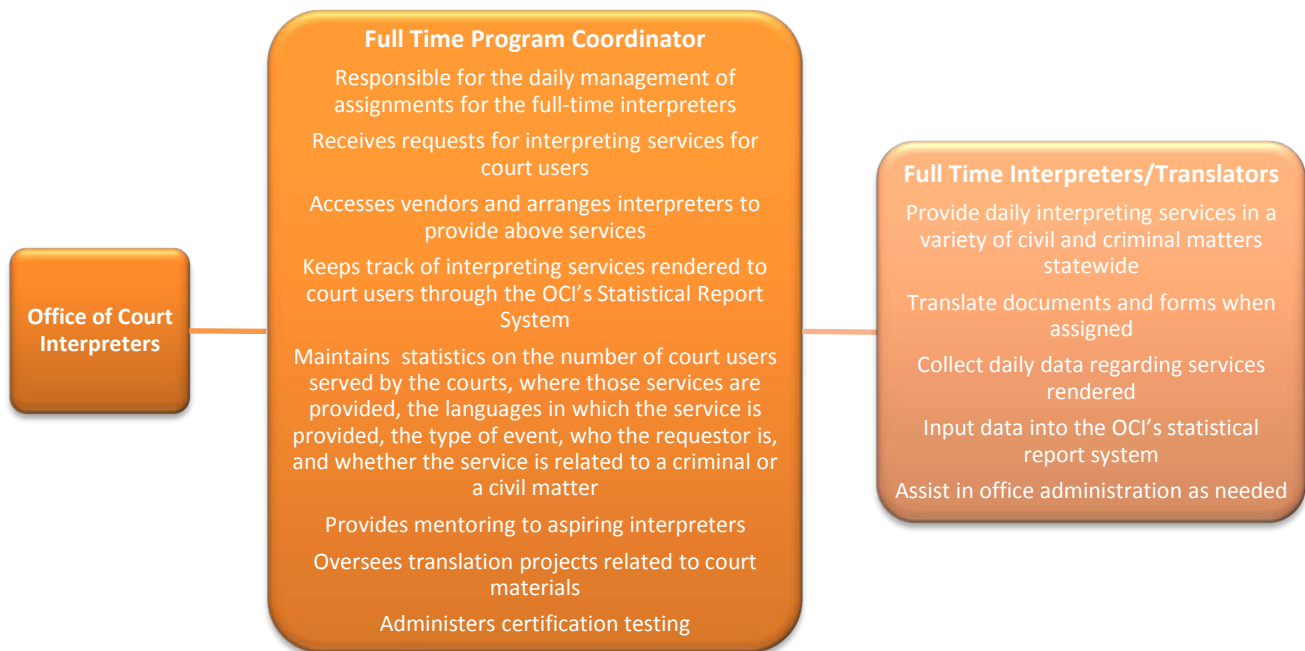 Office of Court
Interpreters
Full Time Program Coordinator
Responsible for the daily management of
assignments for the full-time interpreters
Receives requests for interpreting services for
court users
Accesses vendors and arranges interpreters to
provide above services
Keeps track of interpreting services rendered to
court users through the OCI's Statistical Report
System
Maintains  statistics on the number of court users
served by the courts, where those services are
provided, the languages in which the service is
provided, the type of event, who the requestor is,
and whether the service is related to a criminal or
a civil matter
Provides mentoring to aspiring interpreters
Oversees translation projects related to court
materials
Administers certification testing
Full Time Interpreters/Translators
Provide daily interpreting services in a
variety of civil and criminal matters
statewide
Translate documents and forms when
assigned
Collect daily data regarding services
rendered
Input data into the OCI's statistical
report system
Assist in office administration as needed